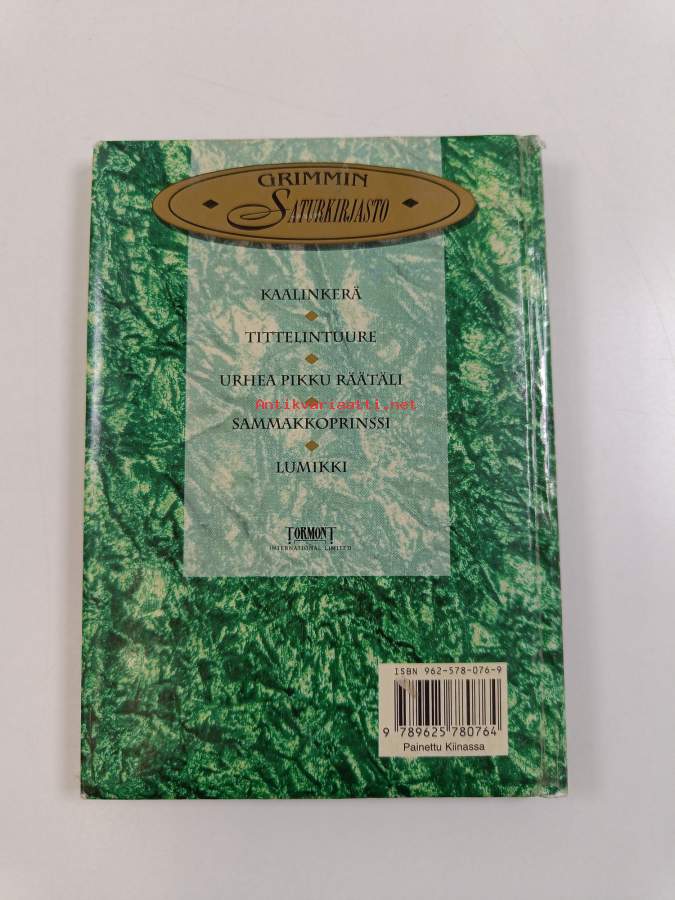 GRIMMIN
SATURKIRJASTO
KAALINKERÄ
TITTELINTUURE
URHEA PIKKU RÄÄTÄLI
Antikvariaatti.net
SAMMAKKOPRINSSI
LUMIKKI
TORMONT
INTERNATIONAL LIMITED
ISBN 962-578-076-9
9 789625 780764
Painettu Kiinassa